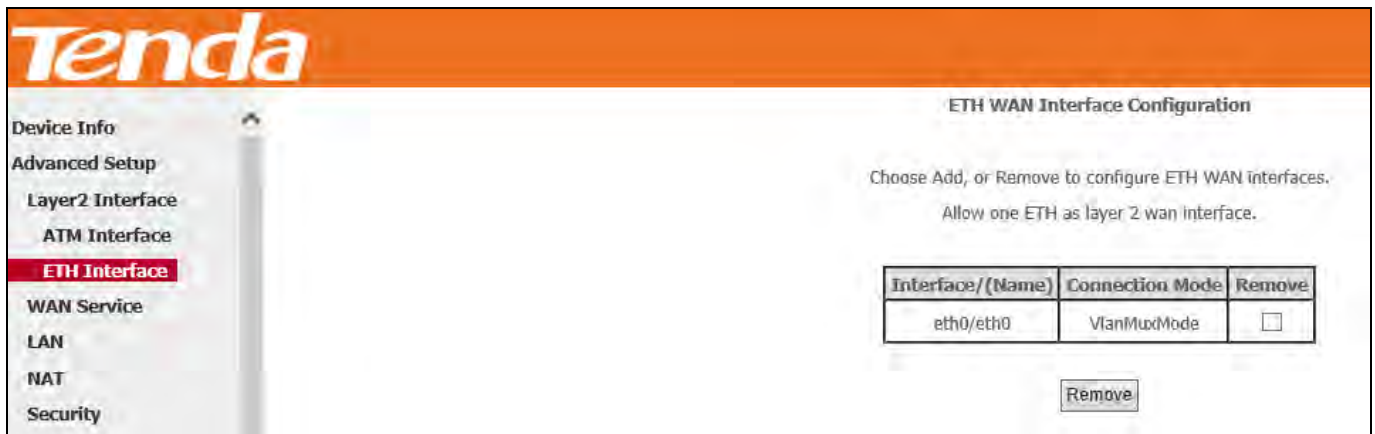 Tenda
Device Info
Advanced Setup
Layer2 Interface
ATM Interface
ETH Interface
WAN Service
LAN
NAT
Security
ETH WAN Interface Configuration
Choose Add, or Remove to configure ETH WAN interfaces.
Allow one ETH as layer 2 wan interface.
Interface/(Name) Connection Mode Remove
eth0/eth0 VlanMuxMode
Remove